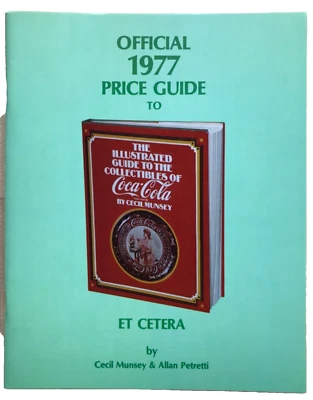 OFFICIAL
1977
PRICE GUIDE
TO
THE
ILLUSTRATED
GUIDE TO THE
COLLECTIBLES OF
Coca-Cola
BY CECIL MUNSEY
ET CETERA
by
Cecil Munsey & Allan Petretti